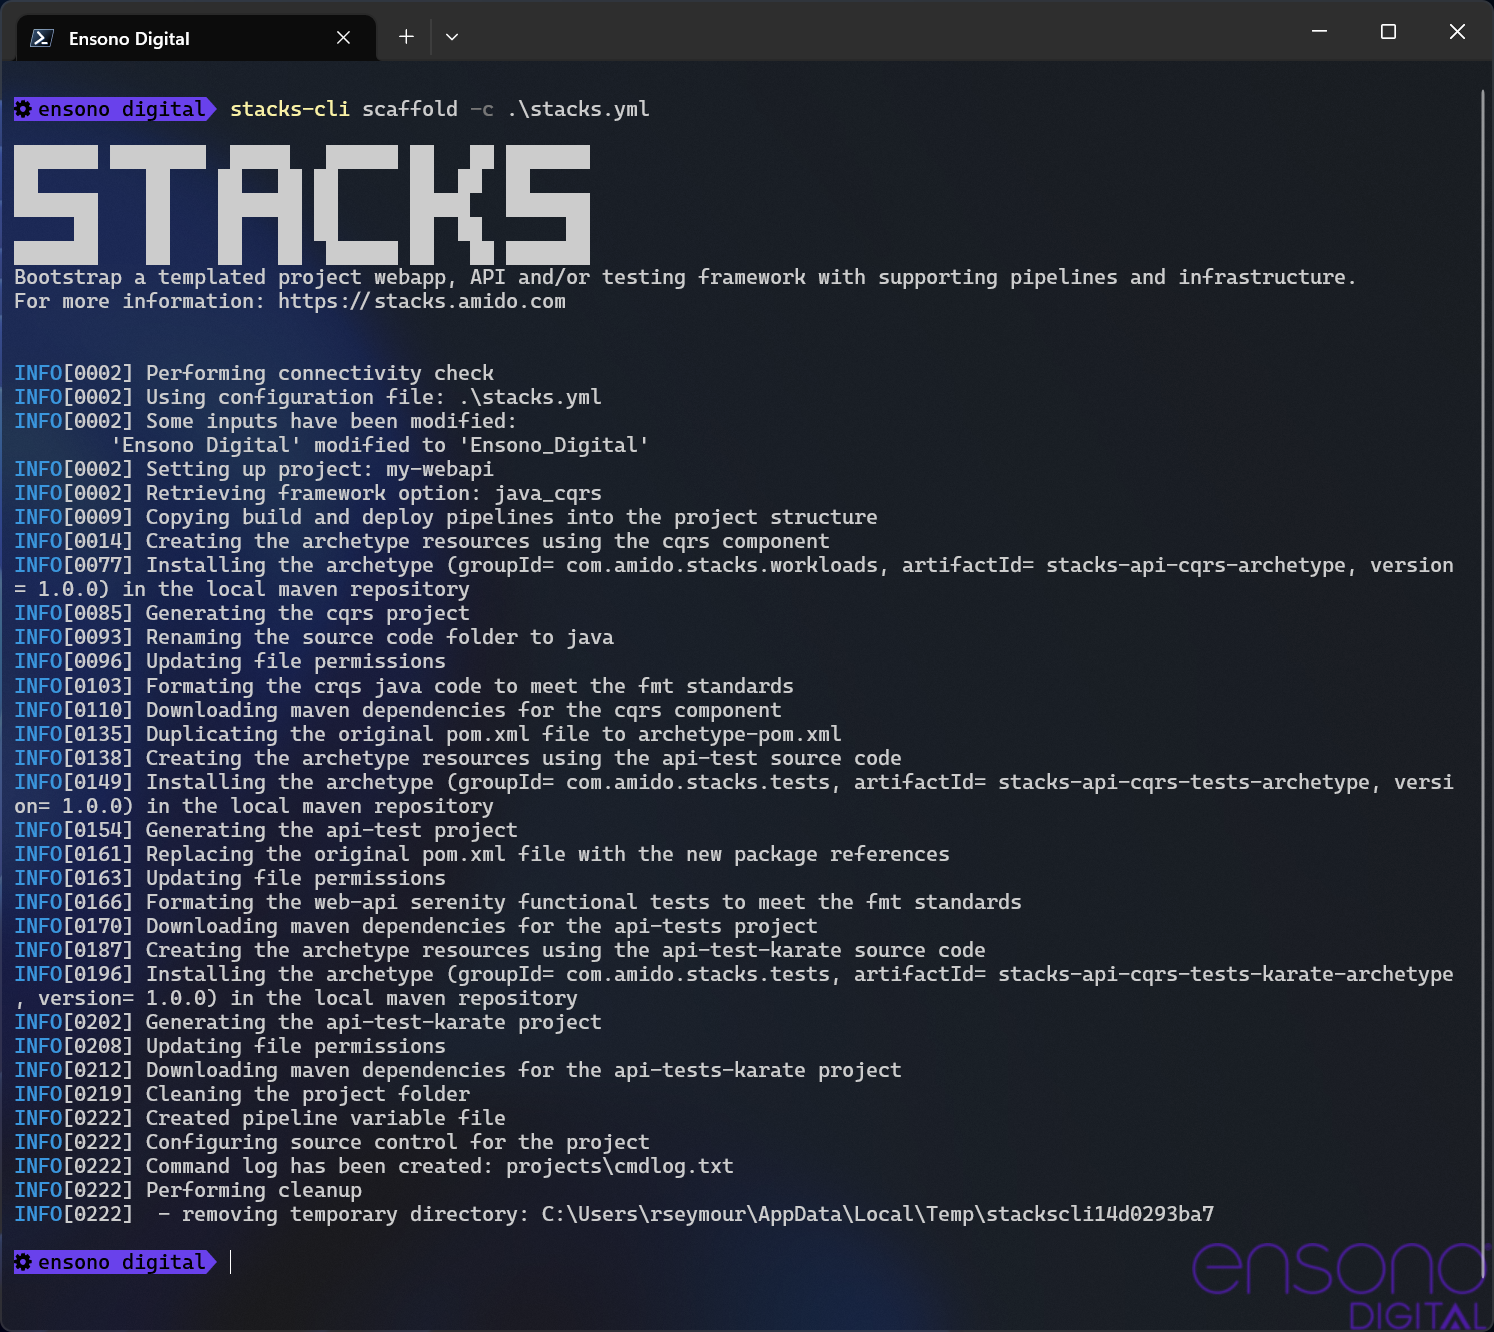 Ensono Digital
ensono digital stacks-cli scaffold -c .\stacks.yml
STACKS
Bootstrap a templated project webapp, API and/or testing framework with supporting pipelines and infrastructure.
For more information: https://stacks.amido.com
INFO[0002] Performing connectivity check
INFO[0002] Using configuration file: .\stacks.yml
INFO[0002] Some inputs have been modified:
'Ensono Digital' modified to 'Ensono_Digital'
INFO[0002] Setting up project: my-webapi
INFO[0002] Retrieving framework option: java_cqrs
INFO[0009] Copying build and deploy pipelines into the project structure
INFO[0014] Creating the archetype resources using the cqrs component
INFO[0077] Installing the archetype (groupId= com.amido.stacks.workloads, artifactId= stacks-api-cqrs-archetype, version
= 1.0.0) in the local maven repository
INFO[0085] Generating the cqrs project
INFO[0093] Renaming the source code folder to java
INFO[0096] Updating file permissions
INFO[0103] Formating the crqs java code to meet the fmt standards
INFO[0110] Downloading maven dependencies for the cqrs component
INFO[0135] Duplicating the original pom.xml file to archetype-pom.xml
INFO[0138] Creating the archetype resources using the api-test source code
INFO[0149] Installing the archetype (groupId= com.amido.stacks.tests, artifactId= stacks-api-cqrs-tests-archetype, versi
on= 1.0.0) in the local maven repository
INFO[0154] Generating the api-test project
INFO[0161] Replacing the original pom.xml file with the new package references
INFO[0163] Updating file permissions
INFO[0166] Formating the web-api serenity functional tests to meet the fmt standards
INFO[0170] Downloading maven dependencies for the api-tests project
INFO[0187] Creating the archetype resources using the api-test-karate source code
INFO[0196] Installing the archetype (groupId= com.amido.stacks.tests, artifactId= stacks-api-cqrs-tests-karate-archetype
, version= 1.0.0) in the local maven repository
INFO[0202] Generating the api-test-karate project
INFO[0208] Updating file permissions
INFO[0212] Downloading maven dependencies for the api-tests-karate project
INFO[0219] Cleaning the project folder
INFO[0222] Created pipeline variable file
INFO[0222] Configuring source control for the project
INFO[0222] Command log has been created: projects\cmdlog.txt
INFO[0222] Performing cleanup
INFO[0222]  - removing temporary directory: C:\Users\rseymour\AppData\Local\Temp\stackscli14d0293ba7
ensono digital
ensono
DIGITAL